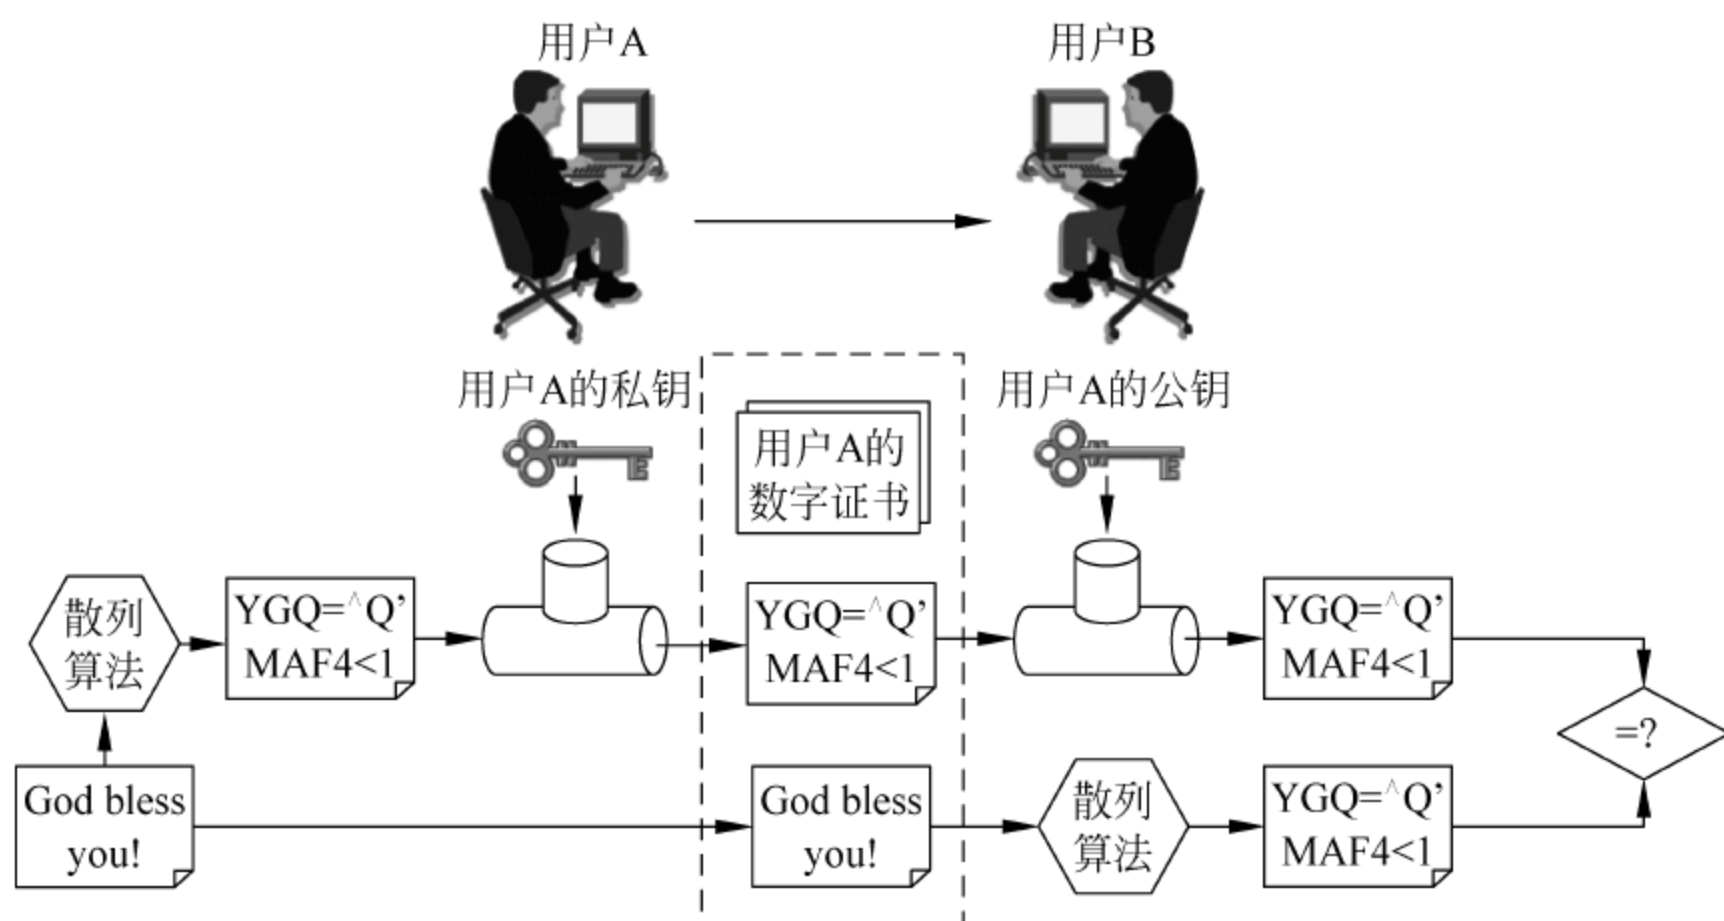 用户A
用户B
用户A的私钥
用户A的公钥
用户A的
数字证书
散列
算法
YGQ=^Q’
MAF4<1
YGQ=^Q’
MAF4<1
YGQ=^Q’
MAF4<1
=?
God bless
you!
God bless
you!
散列
算法
YGQ=^Q’
MAF4<1